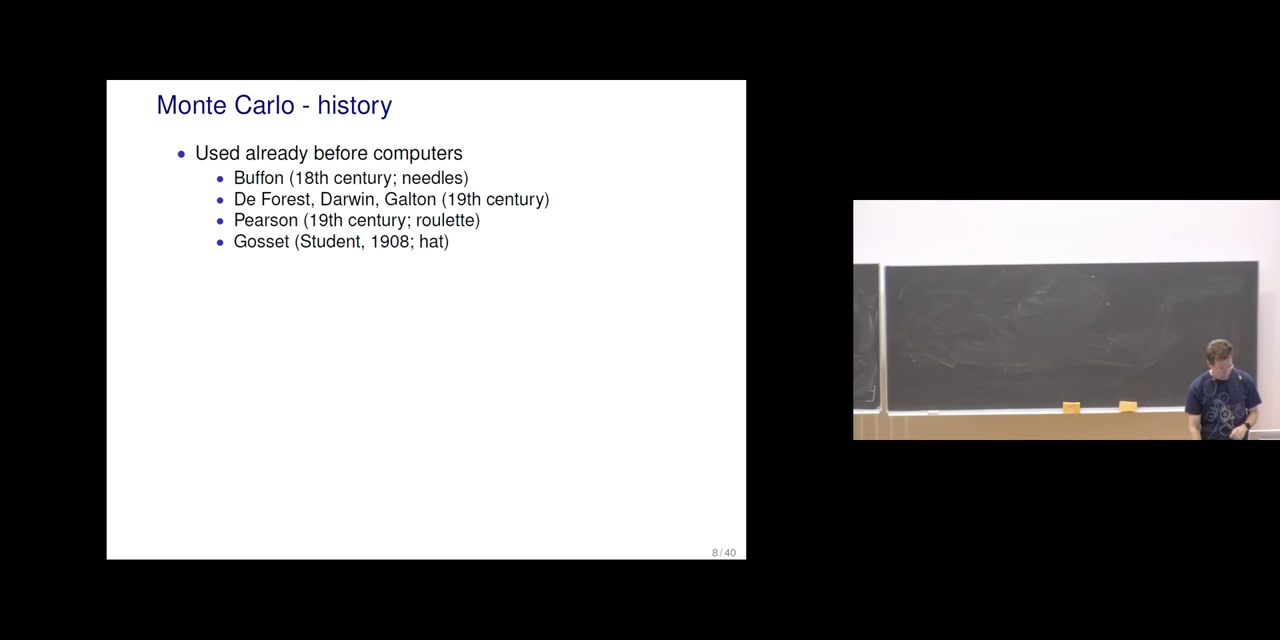 Monte Carlo - history
• Used already before computers
• Buffon (18th century; needles)
• De Forest, Darwin, Galton (19th century)
• Pearson (19th century; roulette)
• Gosset (Student, 1908; hat)
8 / 40